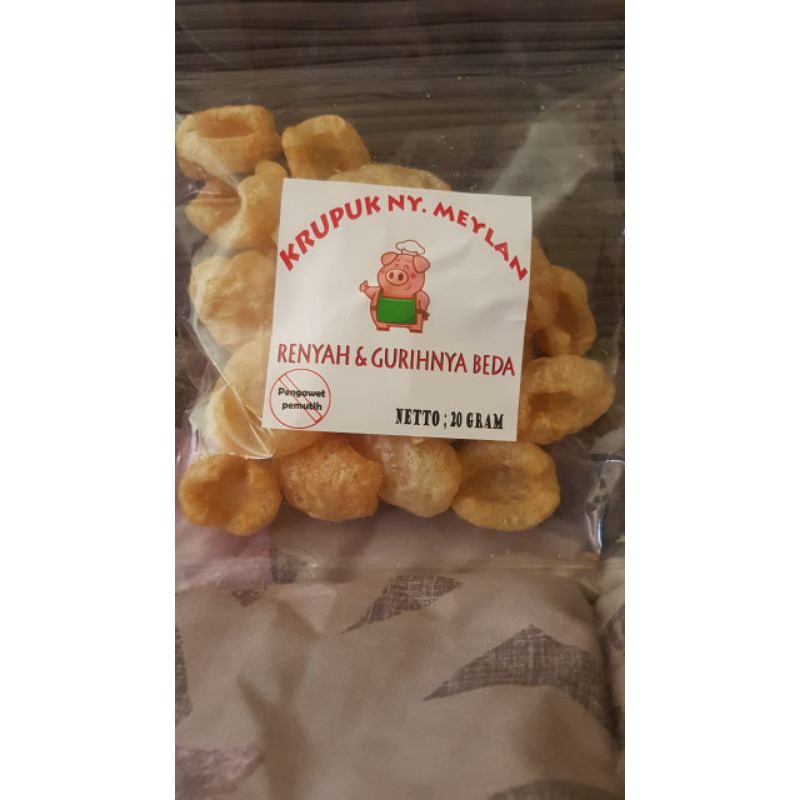 KRUPUK NY. MEYLAN
RENYAH & GURIHNYA BEDA
Pengawet
pemutih
NETTO ; 20 GRAM